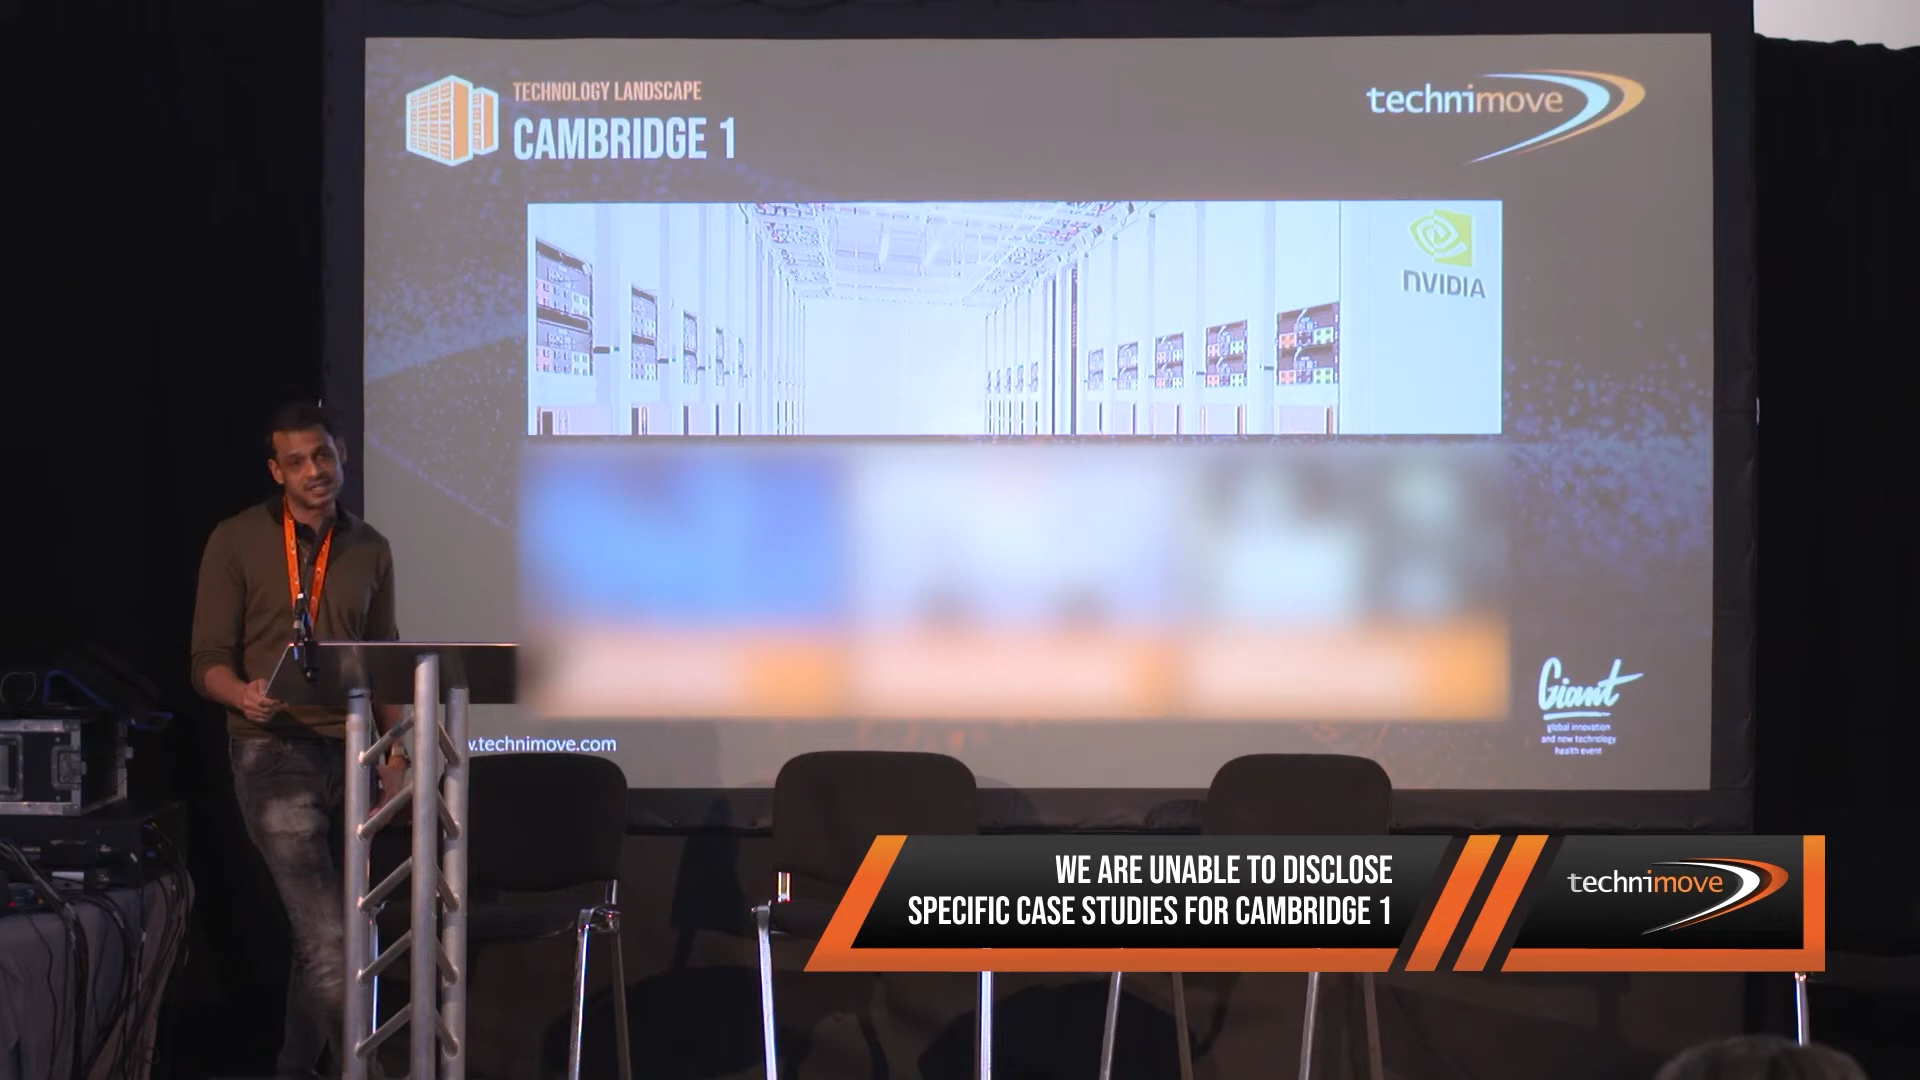 TECHNOLOGY LANDSCAPE
CAMBRIDGE 1
technimove
NVIDIA
Giant
global innovation
and new technology
health event
.technimove.com
WE ARE UNABLE TO DISCLOSE
SPECIFIC CASE STUDIES FOR CAMBRIDGE 1
technimove